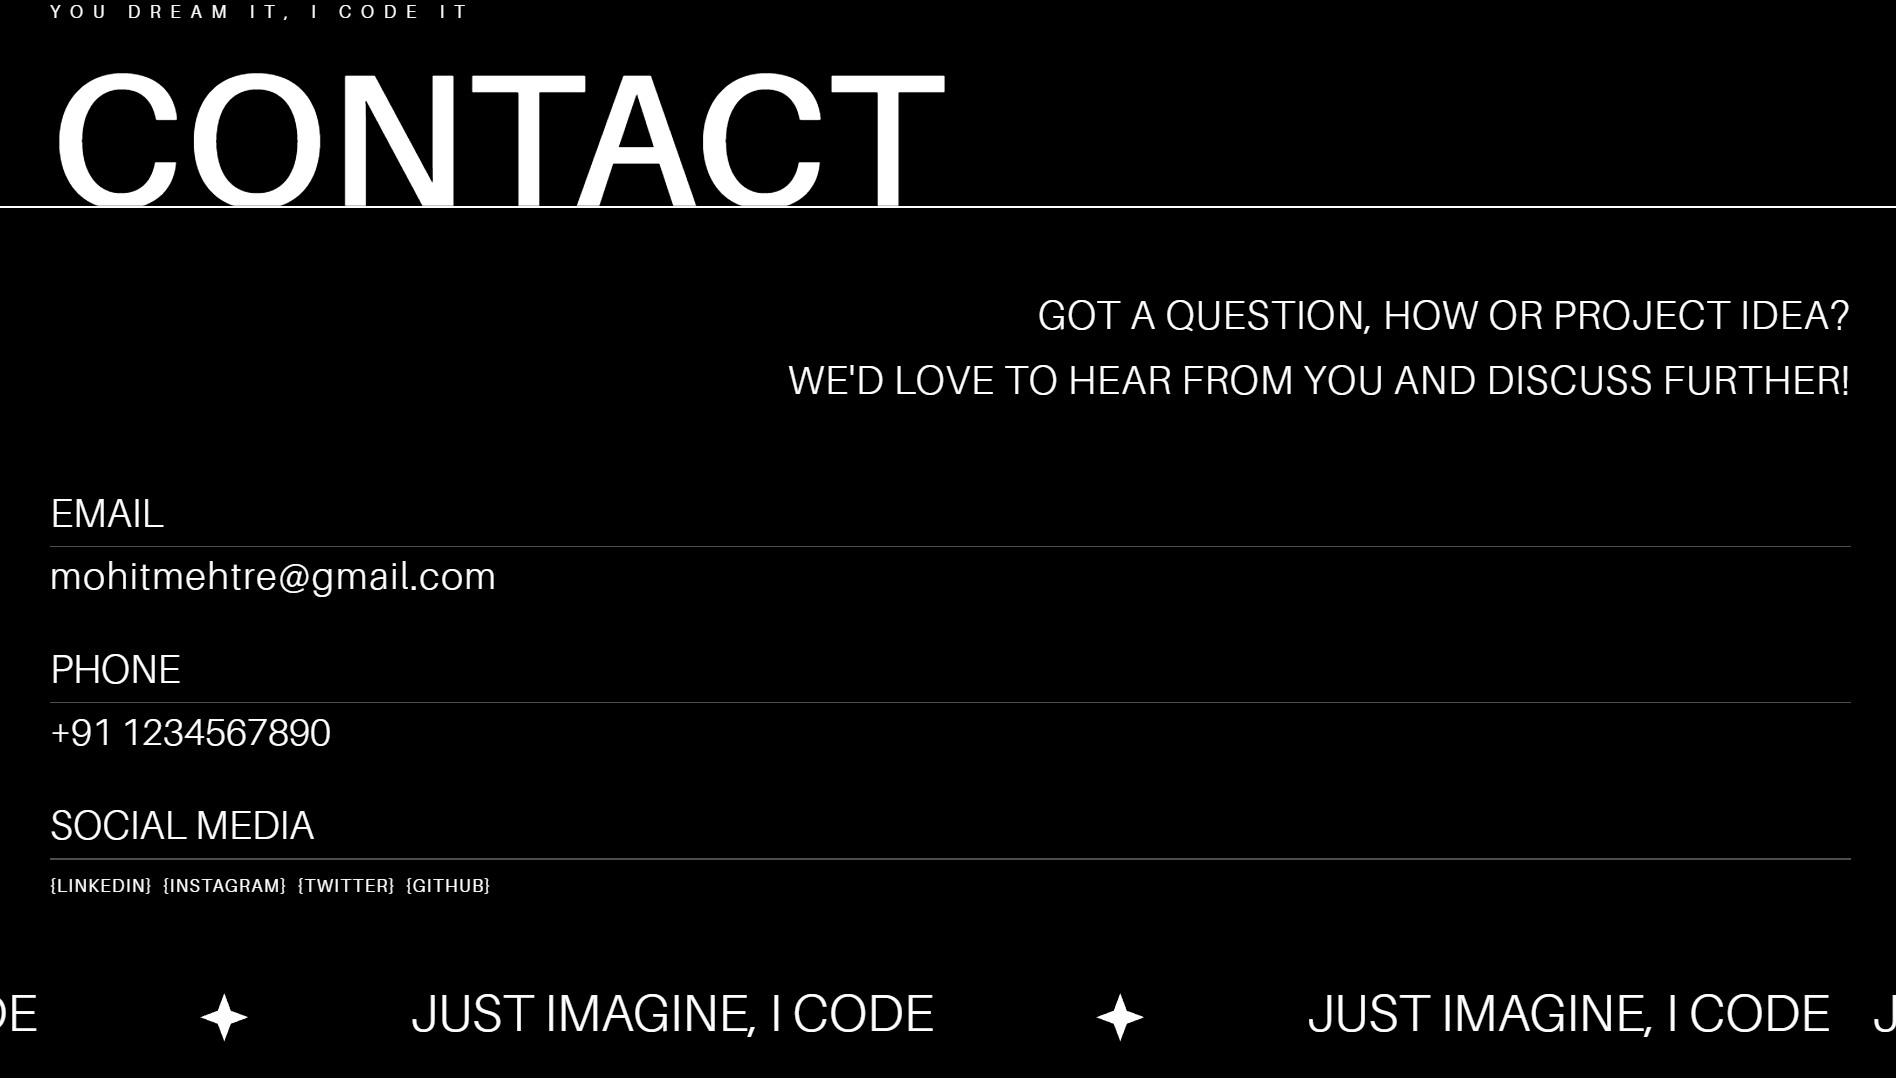 YOU DREAM IT, I CODE IT
CONTACT
GOT A QUESTION, HOW OR PROJECT IDEA?
WE'D LOVE TO HEAR FROM YOU AND DISCUSS FURTHER!
EMAIL
mohitmehtre@gmail.com
PHONE
+91 1234567890
SOCIAL MEDIA
{LINKEDIN} {INSTAGRAM} {TWITTER} {GITHUB}
DE JUST IMAGINE, I CODE JUST IMAGINE, I CODE J